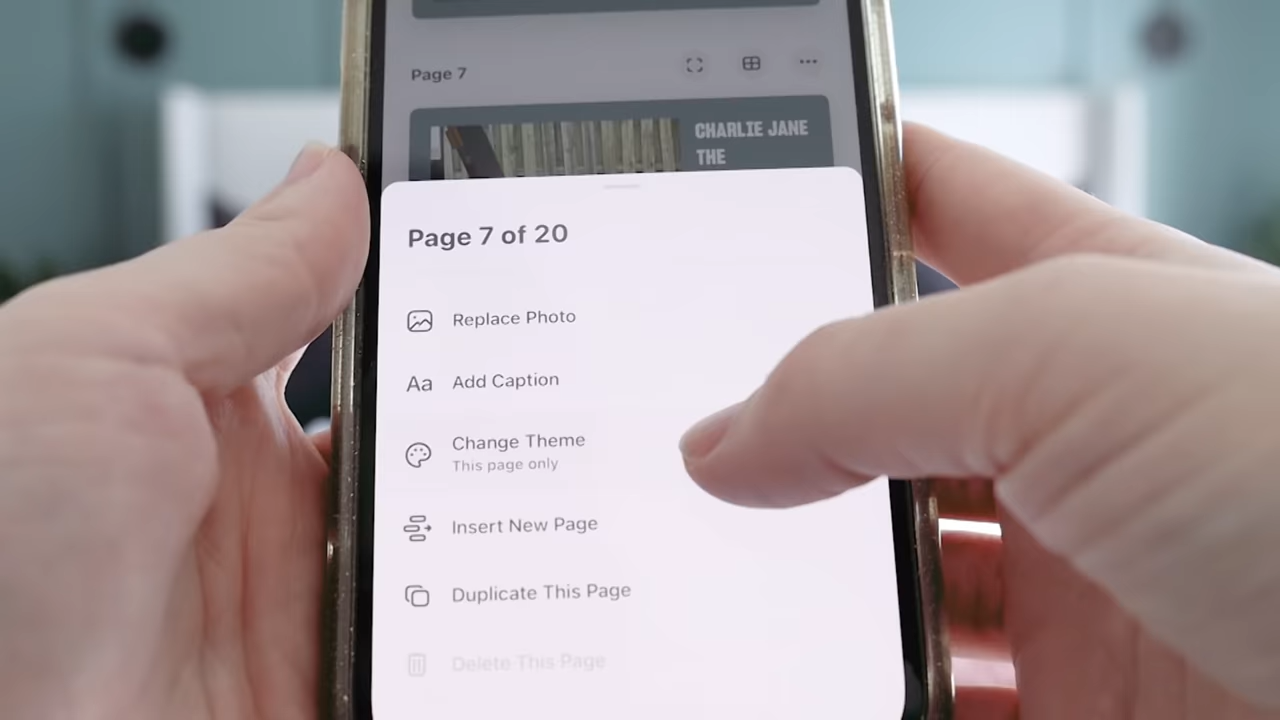 Page 7
CHARLIE JANE
THE
Page 7 of 20
Replace Photo
Aa Add Caption
Change Theme
This page only
Insert New Page
Duplicate This Page
Delete This Page